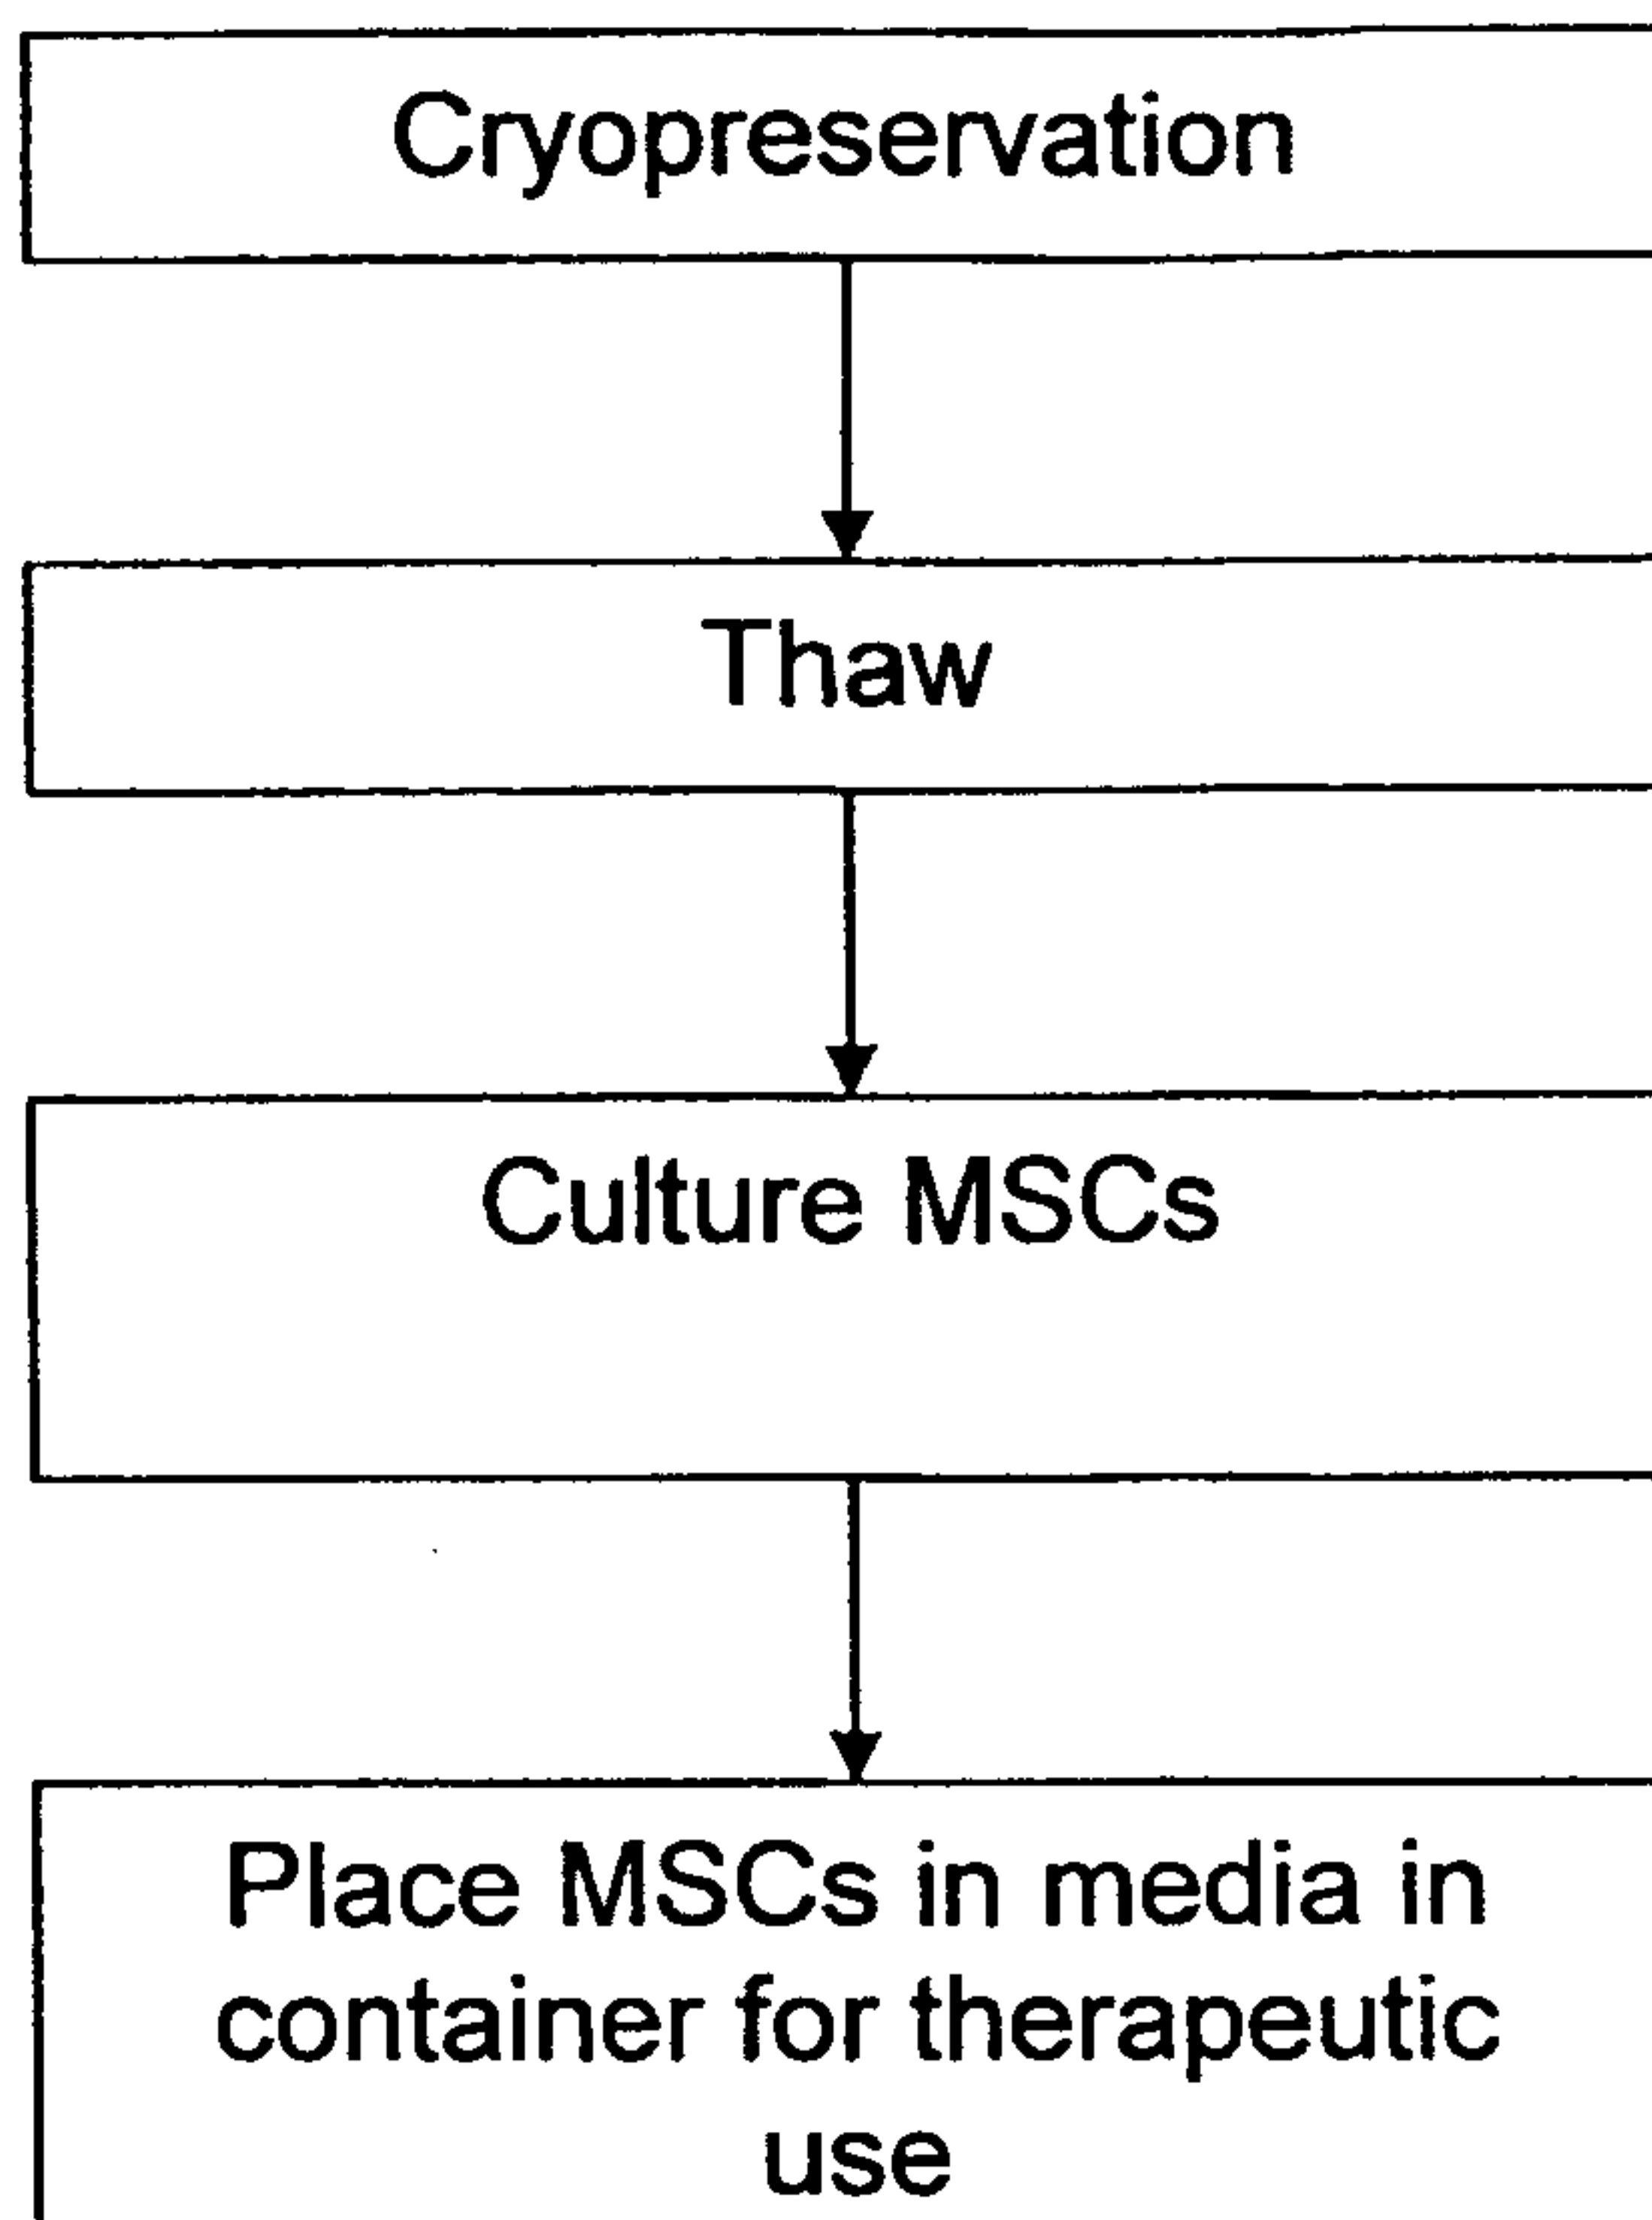 Cryopreservation
Thaw
Culture MSCs
Place MSCs in media in
container for therapeutic
use